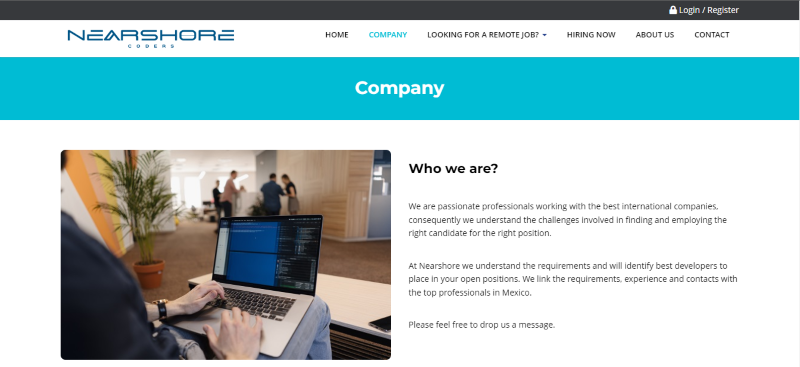 Login / Register
NEARSHORE
CODERS
HOME COMPANY LOOKING FOR A REMOTE JOB? HIRING NOW ABOUT US CONTACT
Company
Who we are?
We are passionate professionals working with the best international companies,
consequently we understand the challenges involved in finding and employing the
right candidate for the right position.
At Nearshore we understand the requirements and will identify best developers to
place in your open positions. We link the requirements, experience and contacts with
the top professionals in Mexico.
Please feel free to drop us a message.